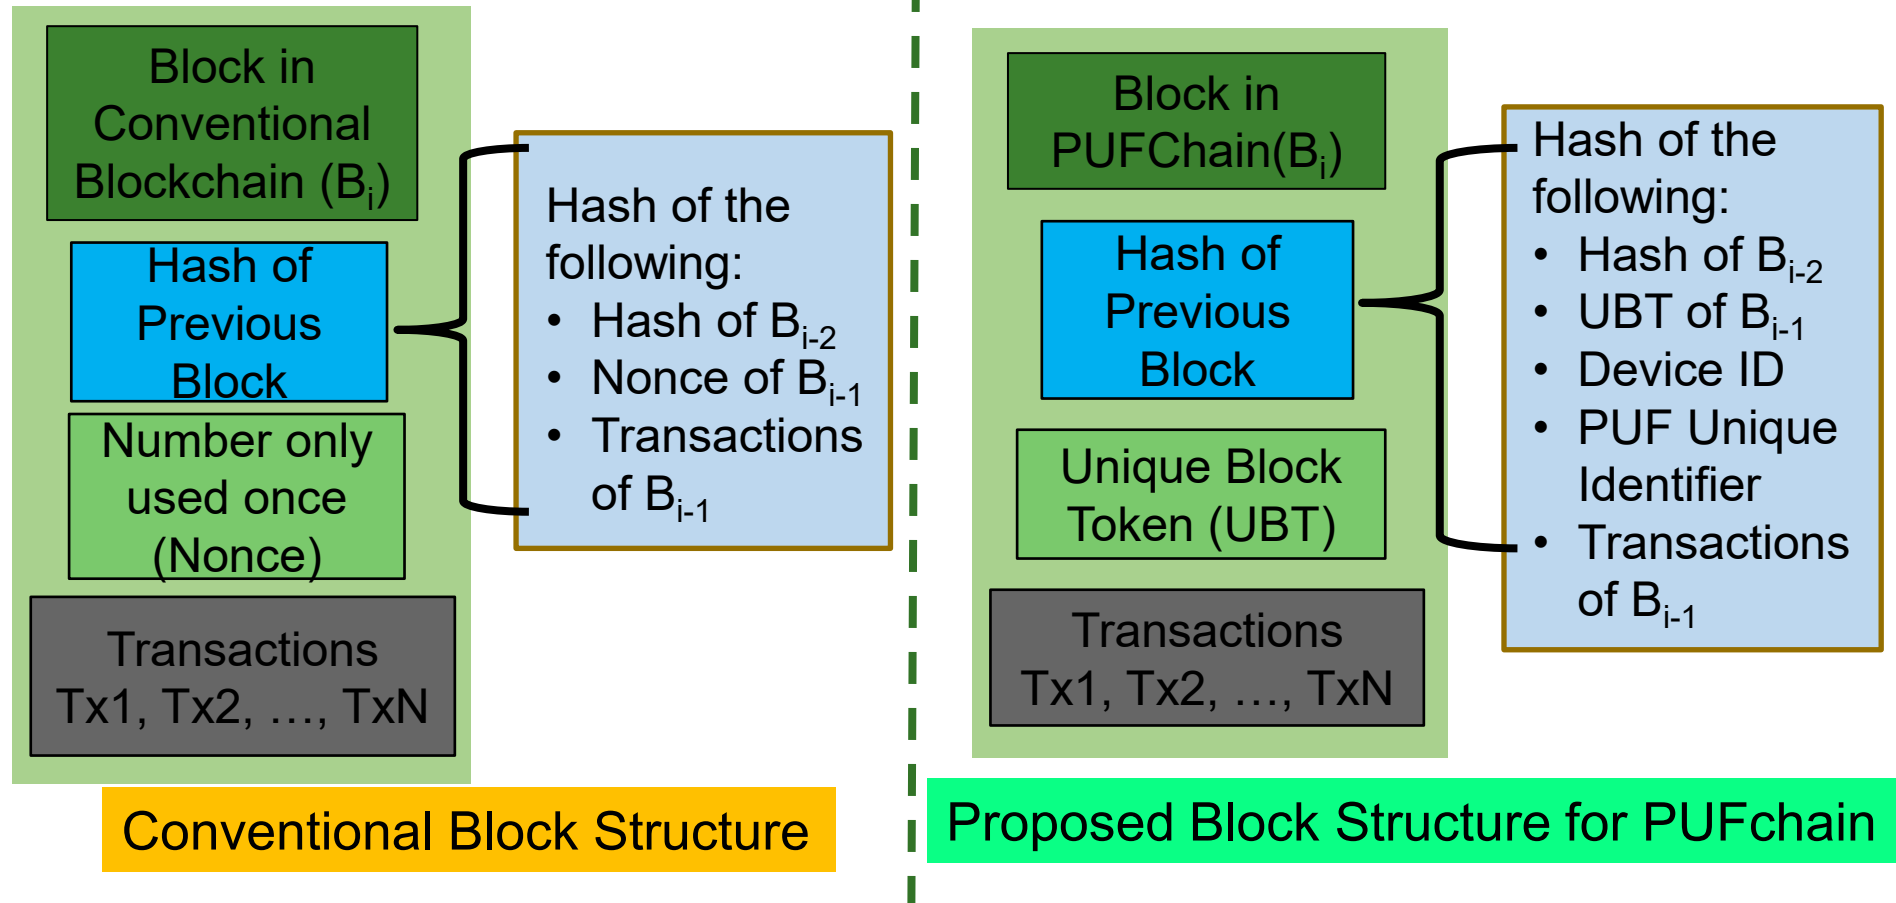 Block in
Conventional
Blockchain (Bi)
Hash of
Previous
Block
Number only
used once
(Nonce)
Transactions
Tx1, Tx2, …, TxN
Hash of the
following:
• Hash of Bi-2
• Nonce of Bi-1
• Transactions
of Bi-1
Conventional Block Structure
Block in
PUFChain(Bi)
Hash of
Previous
Block
Unique Block
Token (UBT)
Transactions
Tx1, Tx2, …, TxN
Hash of the
following:
• Hash of Bi-2
• UBT of Bi-1
• Device ID
• PUF Unique
Identifier
• Transactions
of Bi-1
Proposed Block Structure for PUFchain